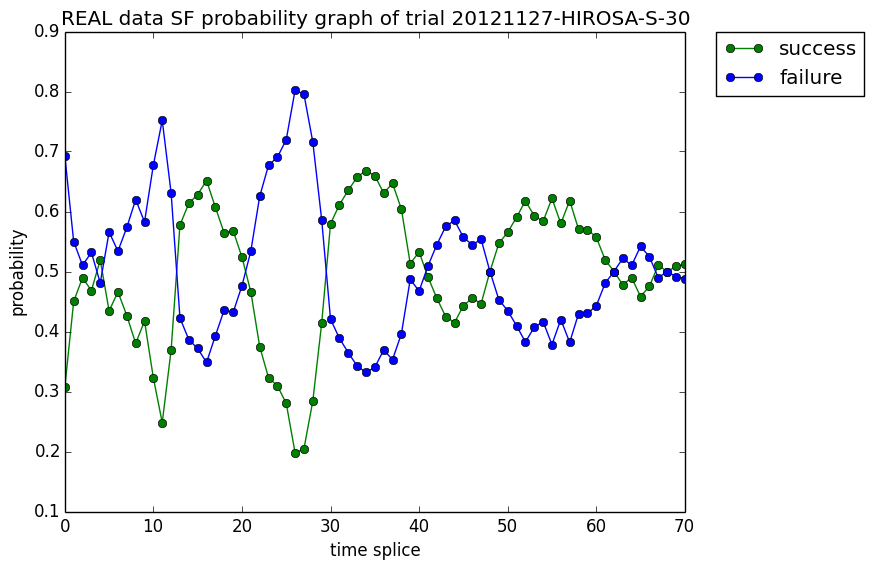 REAL data SF probability graph of trial 20121127-HIROSA-S-30
success
failure
0.9
0.8
0.7
0.6
0.5
0.4
0.3
0.2
0.1
probability
0 10 20 30 40 50 60 70
time splice